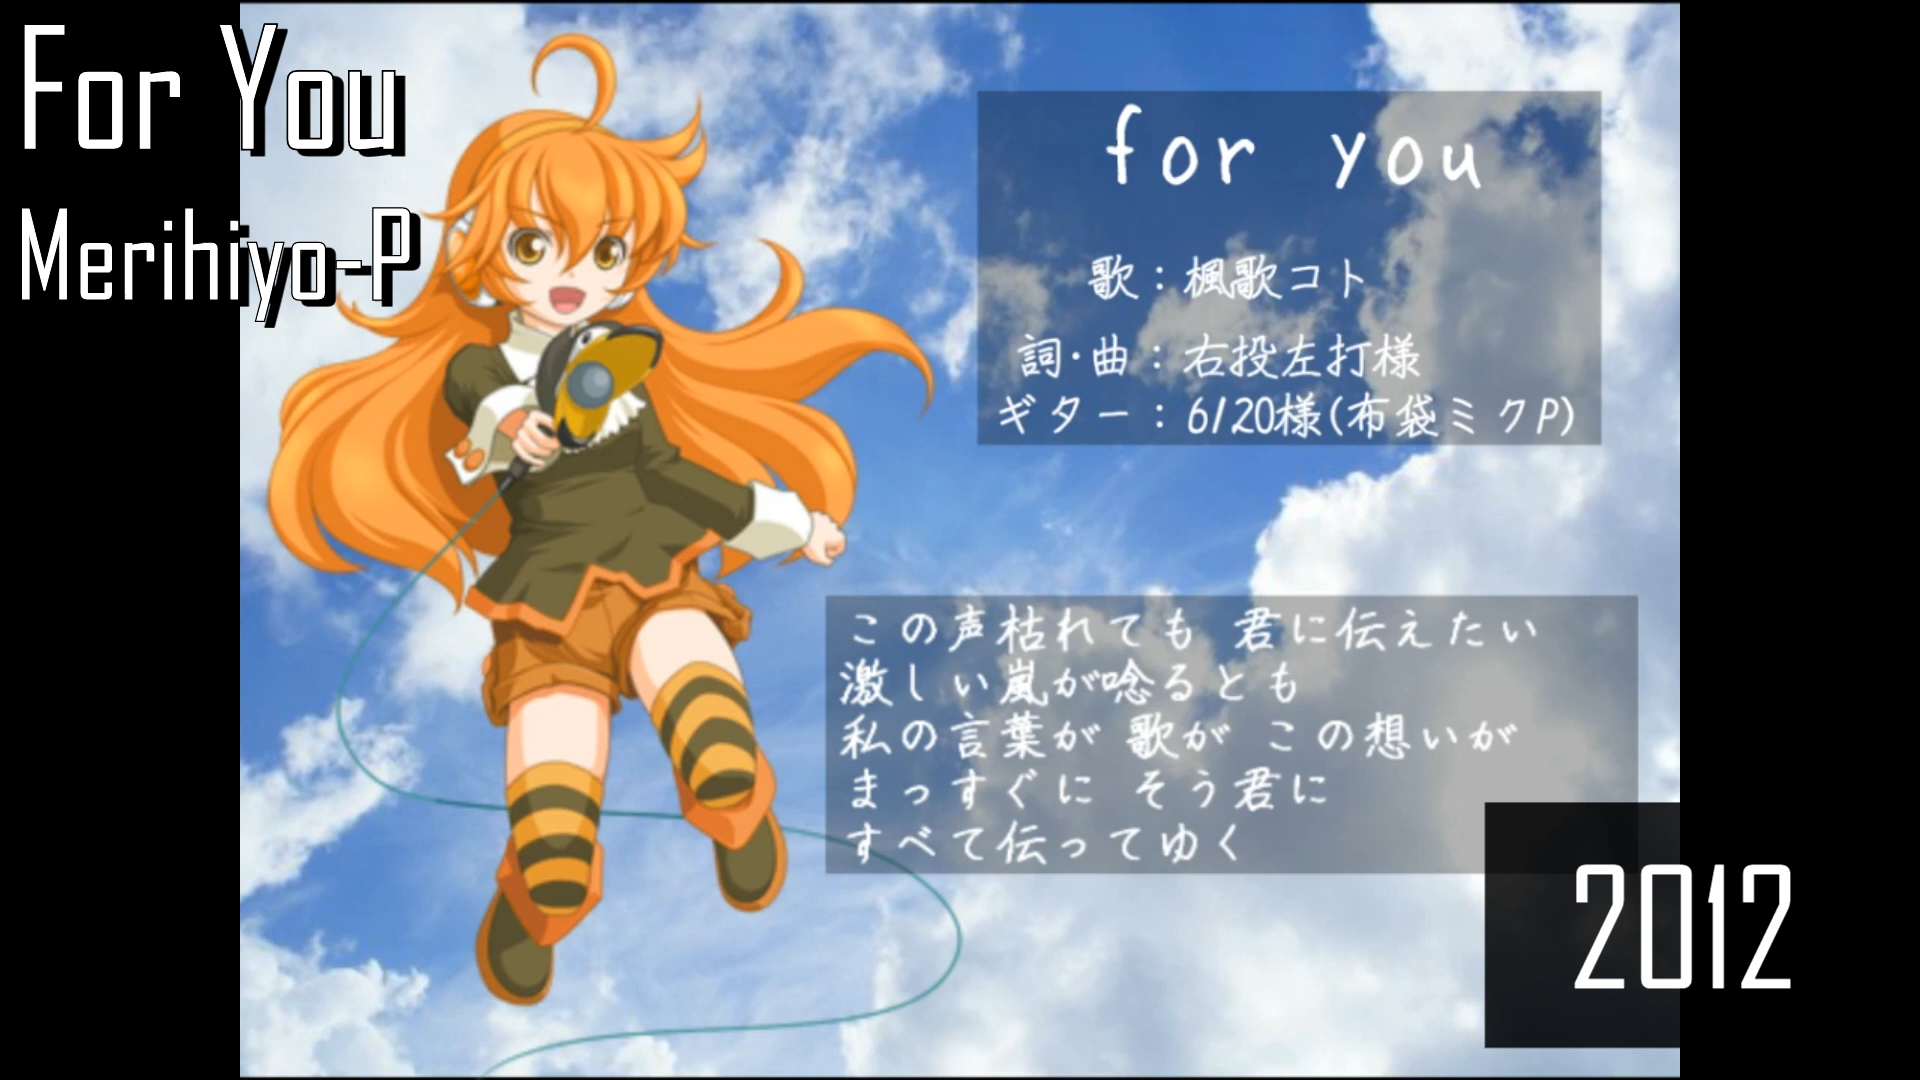 For You
Merihiyo-P
for you
歌：楓歌コト
詞・曲：右投左打様
ギター：6/20様(布袋ミクP)
この声枯れても 君に伝えたい
激しい嵐が唸るとも
私の言葉が 歌が この想いが
まっすぐに そう君に
すべて伝ってゆく
2012